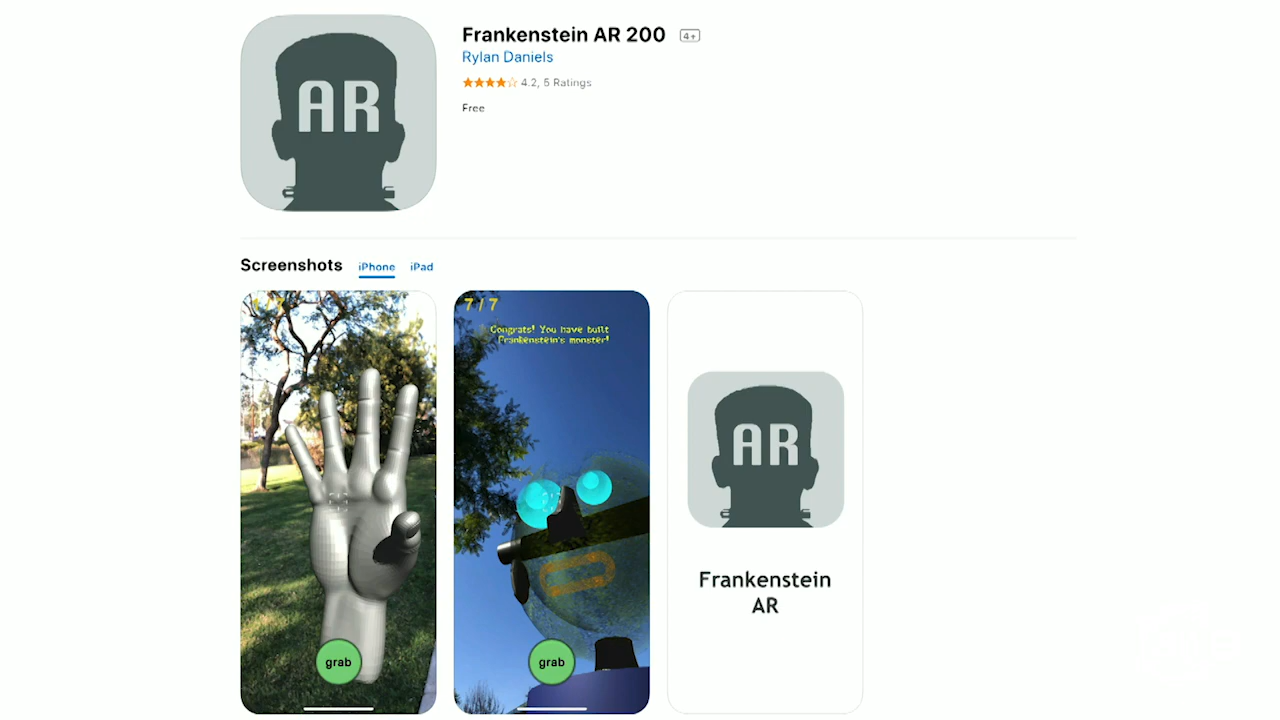 AR
Frankenstein AR 200 4+
Rylan Daniels
4.2, 5 Ratings
Free
Screenshots iPhone iPad
grab
7/7
Congrats! You have built
Frankenstein's monster!
grab
AR
Frankenstein
AR